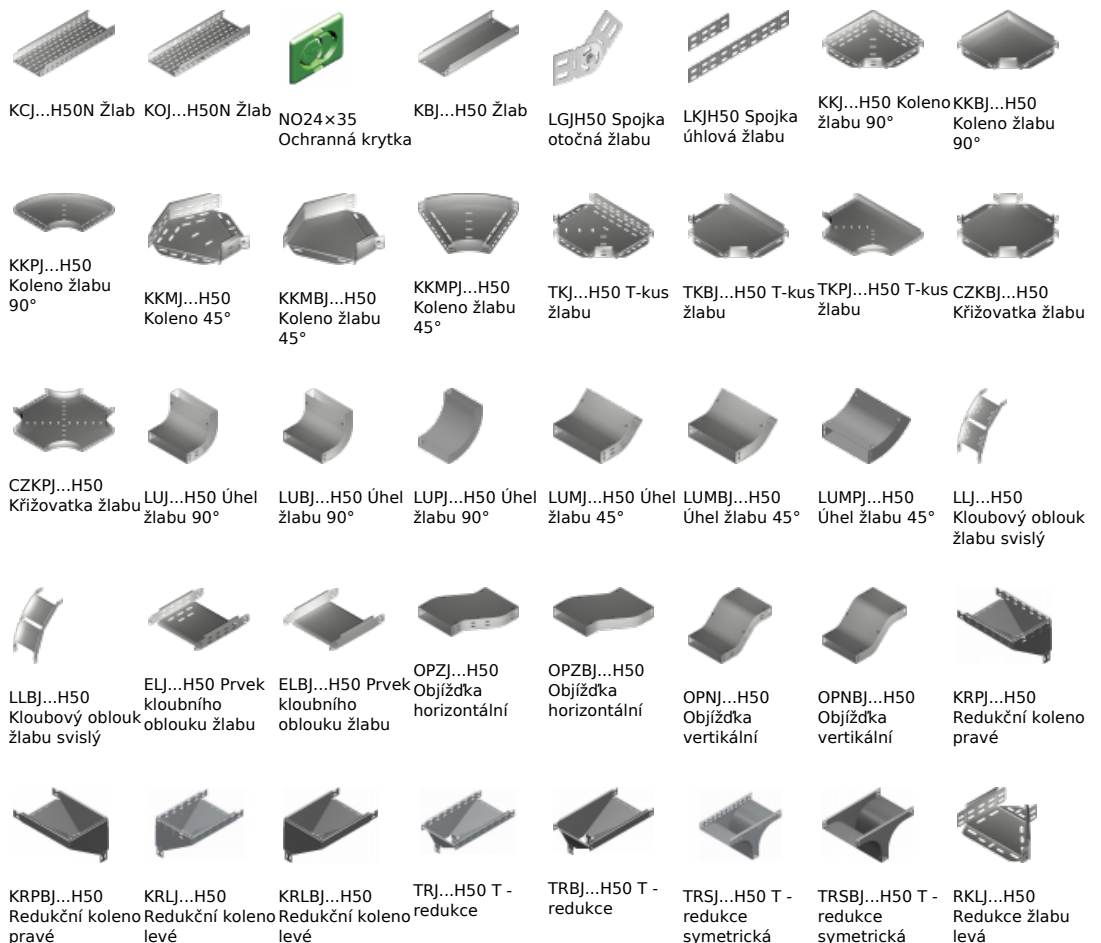 KCJ...H50N Žlab
KOJ...H50N Žlab
NO24×35
Ochranná krytka
KBJ...H50 Žlab
LGJH50 Spojka
otočná žlabu
LKJH50 Spojka
úhlová žlabu
KKJ...H50 Koleno
žlabu 90°
KKBJ...H50
Koleno žlabu
90°
KKPJ...H50
Koleno žlabu
90°
KKMJ...H50
Koleno 45°
KKMBJ...H50
Koleno žlabu
45°
KKMPJ...H50
Koleno žlabu
45°
TKJ...H50 T-kus
žlabu
TKBJ...H50 T-kus
žlabu
TKPJ...H50 T-kus
žlabu
CZKBJ...H50
Křižovatka žlabu
CZKPJ...H50
Křižovatka žlabu
LUJ...H50 Úhel
žlabu 90°
LUBJ...H50 Úhel
žlabu 90°
LUPJ...H50 Úhel
žlabu 90°
LUMJ...H50 Úhel
žlabu 45°
LUMBJ...H50
Úhel žlabu 45°
LUMPJ...H50
Úhel žlabu 45°
LLJ...H50
Kloubový oblouk
žlabu svislý
LLBJ...H50
Kloubový oblouk
žlabu svislý
ELJ...H50 Prvek
kloubního
oblouku žlabu
ELBJ...H50 Prvek
kloubního
oblouku žlabu
OPZJ...H50
Objížďka
horizontální
OPZBJ...H50
Objížďka
horizontální
OPNJ...H50
Objížďka
vertikální
OPNBJ...H50
Objížďka
vertikální
KRPJ...H50
Redukční koleno
pravé
KRPBJ...H50
Redukční koleno
pravé
KRLJ...H50
Redukční koleno
levé
KRLBJ...H50
Redukční koleno
levé
TRJ...H50 T -
redukce
TRBJ...H50 T -
redukce
TRSJ...H50 T -
redukce
symetrická
TRSBJ...H50 T -
redukce
symetrická
RKLJ...H50
Redukce žlabu
levá